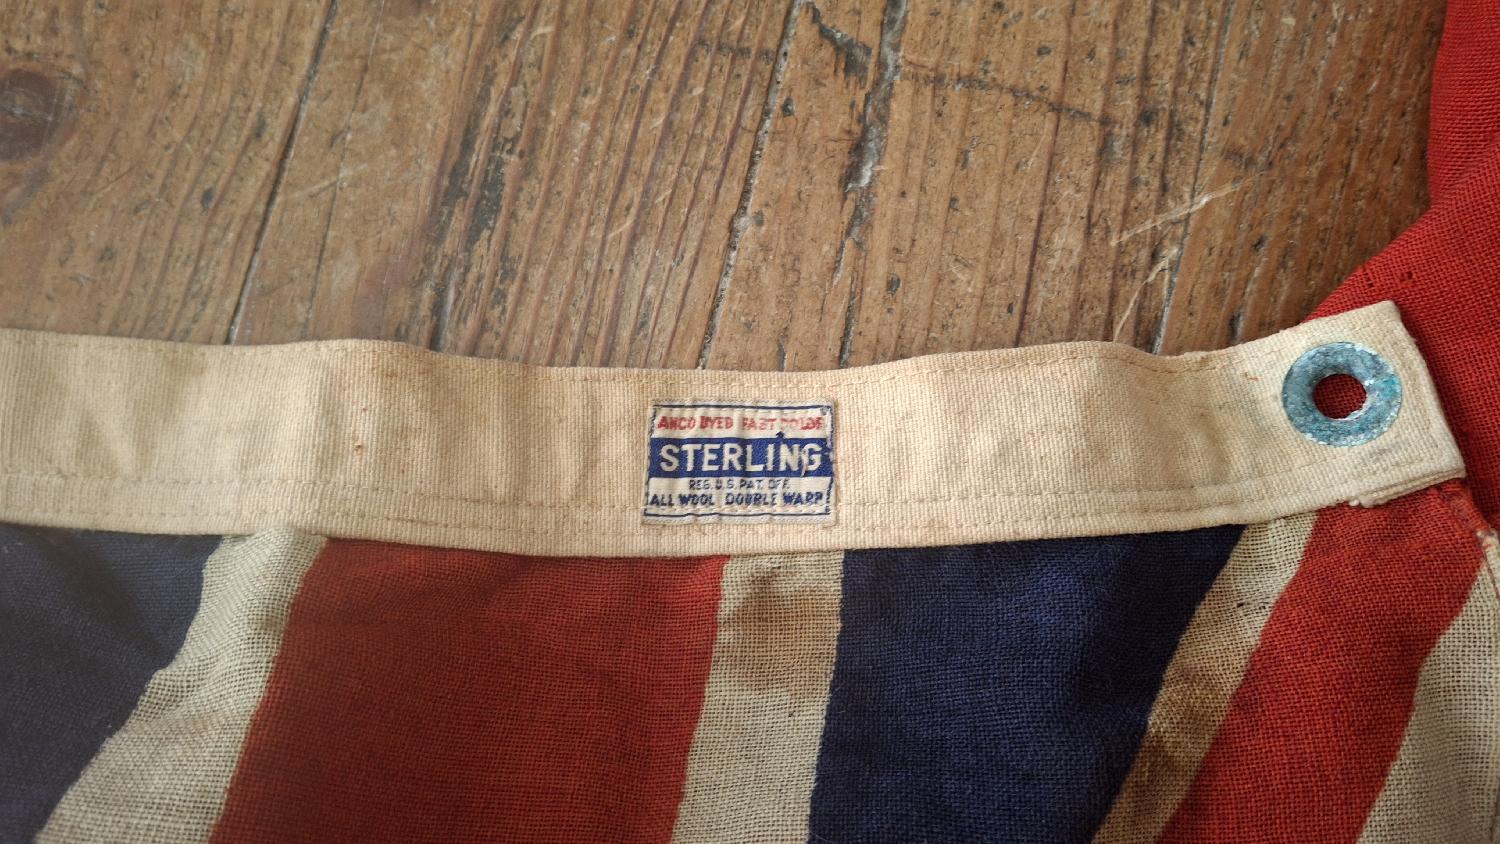 ANCO DYED FAST COLOR
STERLING
REG. U.S. PAT. OFF.
ALL WOOL DOUBLE WARP